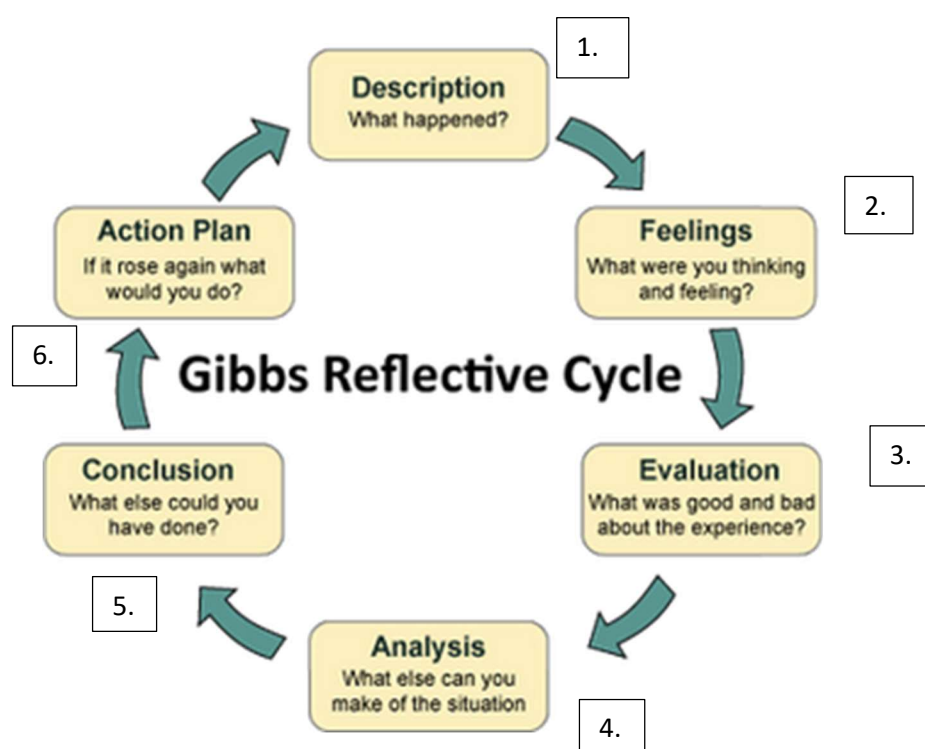 1.
Description
What happened?
2.
Feelings
What were you thinking
and feeling?
3.
Evaluation
What was good and bad
about the experience?
4.
Analysis
What else can you
make of the situation
5.
Conclusion
What else could you
have done?
6.
Action Plan
If it rose again what
would you do?
Gibbs Reflective Cycle